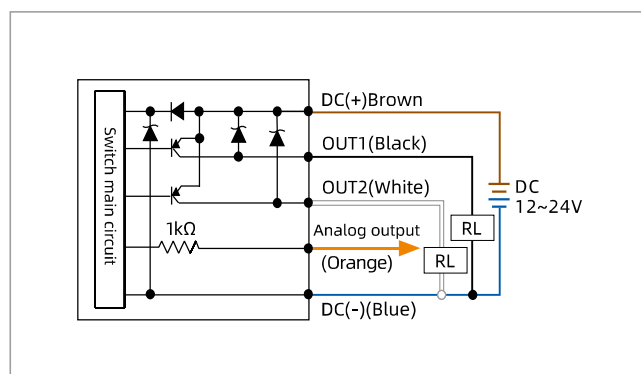 DC(+)Brown
OUT1(Black)
OUT2(White)
DC
12~24V
RL
Switch main circuit
1kΩ
Analog output
(Orange)
RL
DC(-)(Blue)